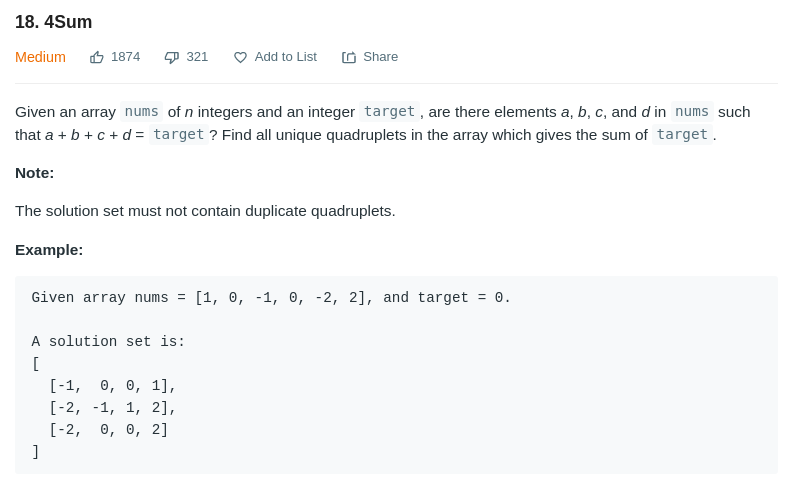 18. 4Sum
Medium 1874 321 Add to List Share
Given an array nums of n integers and an integer target, are there elements a, b, c, and d in nums such
that a + b + c + d = target? Find all unique quadruplets in the array which gives the sum of target.
Note:
The solution set must not contain duplicate quadruplets.
Example:
Given array nums = [1, 0, -1, 0, -2, 2], and target = 0.
A solution set is:
[
  [-1,  0, 0, 1],
  [-2, -1, 1, 2],
  [-2,  0, 0, 2]
]